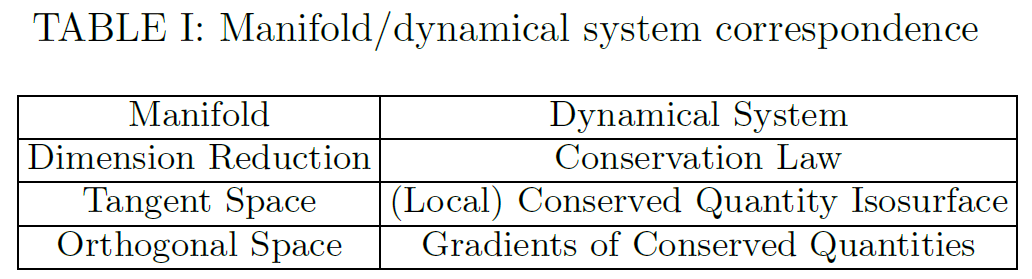 TABLE I: Manifold/dynamical system correspondence
Manifold Dynamical System
Dimension Reduction Conservation Law
Tangent Space (Local) Conserved Quantity Isosurface
Orthogonal Space Gradients of Conserved Quantities